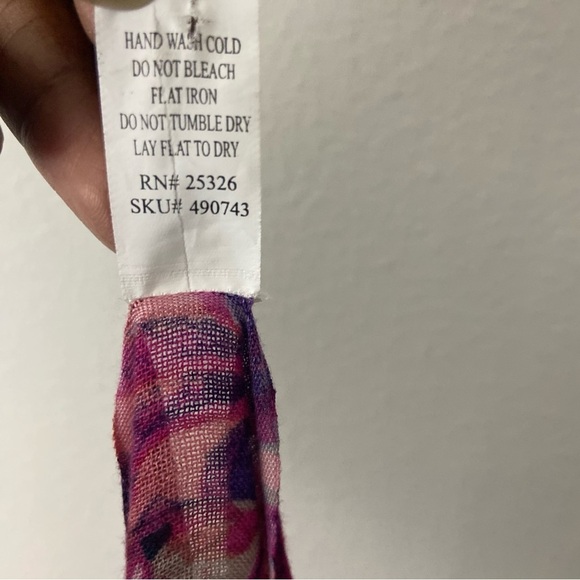 HAND WASH COLD
DO NOT BLEACH
FLAT IRON
DO NOT TUMBLE DRY
LAY FLAT TO DRY
RN# 25326
SKU# 490743